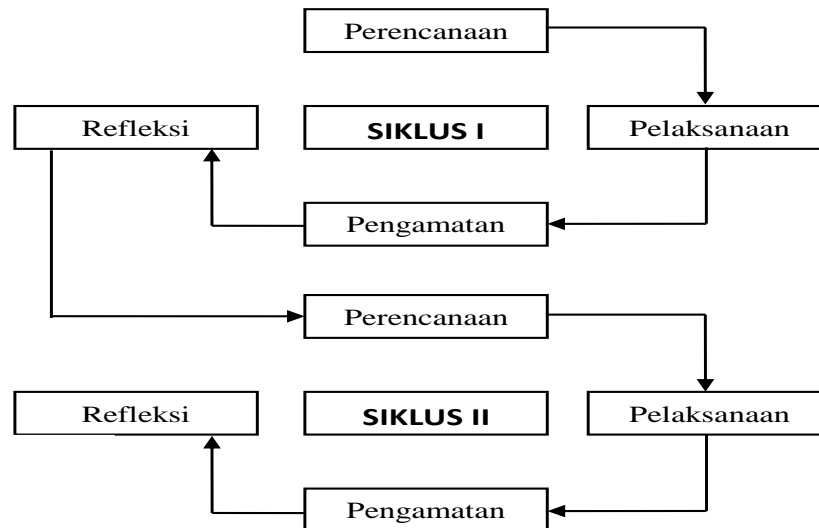 Perencanaan
Refleksi
SIKLUS I
Pelaksanaan
Pengamatan
Perencanaan
Refleksi
SIKLUS II
Pelaksanaan
Pengamatan